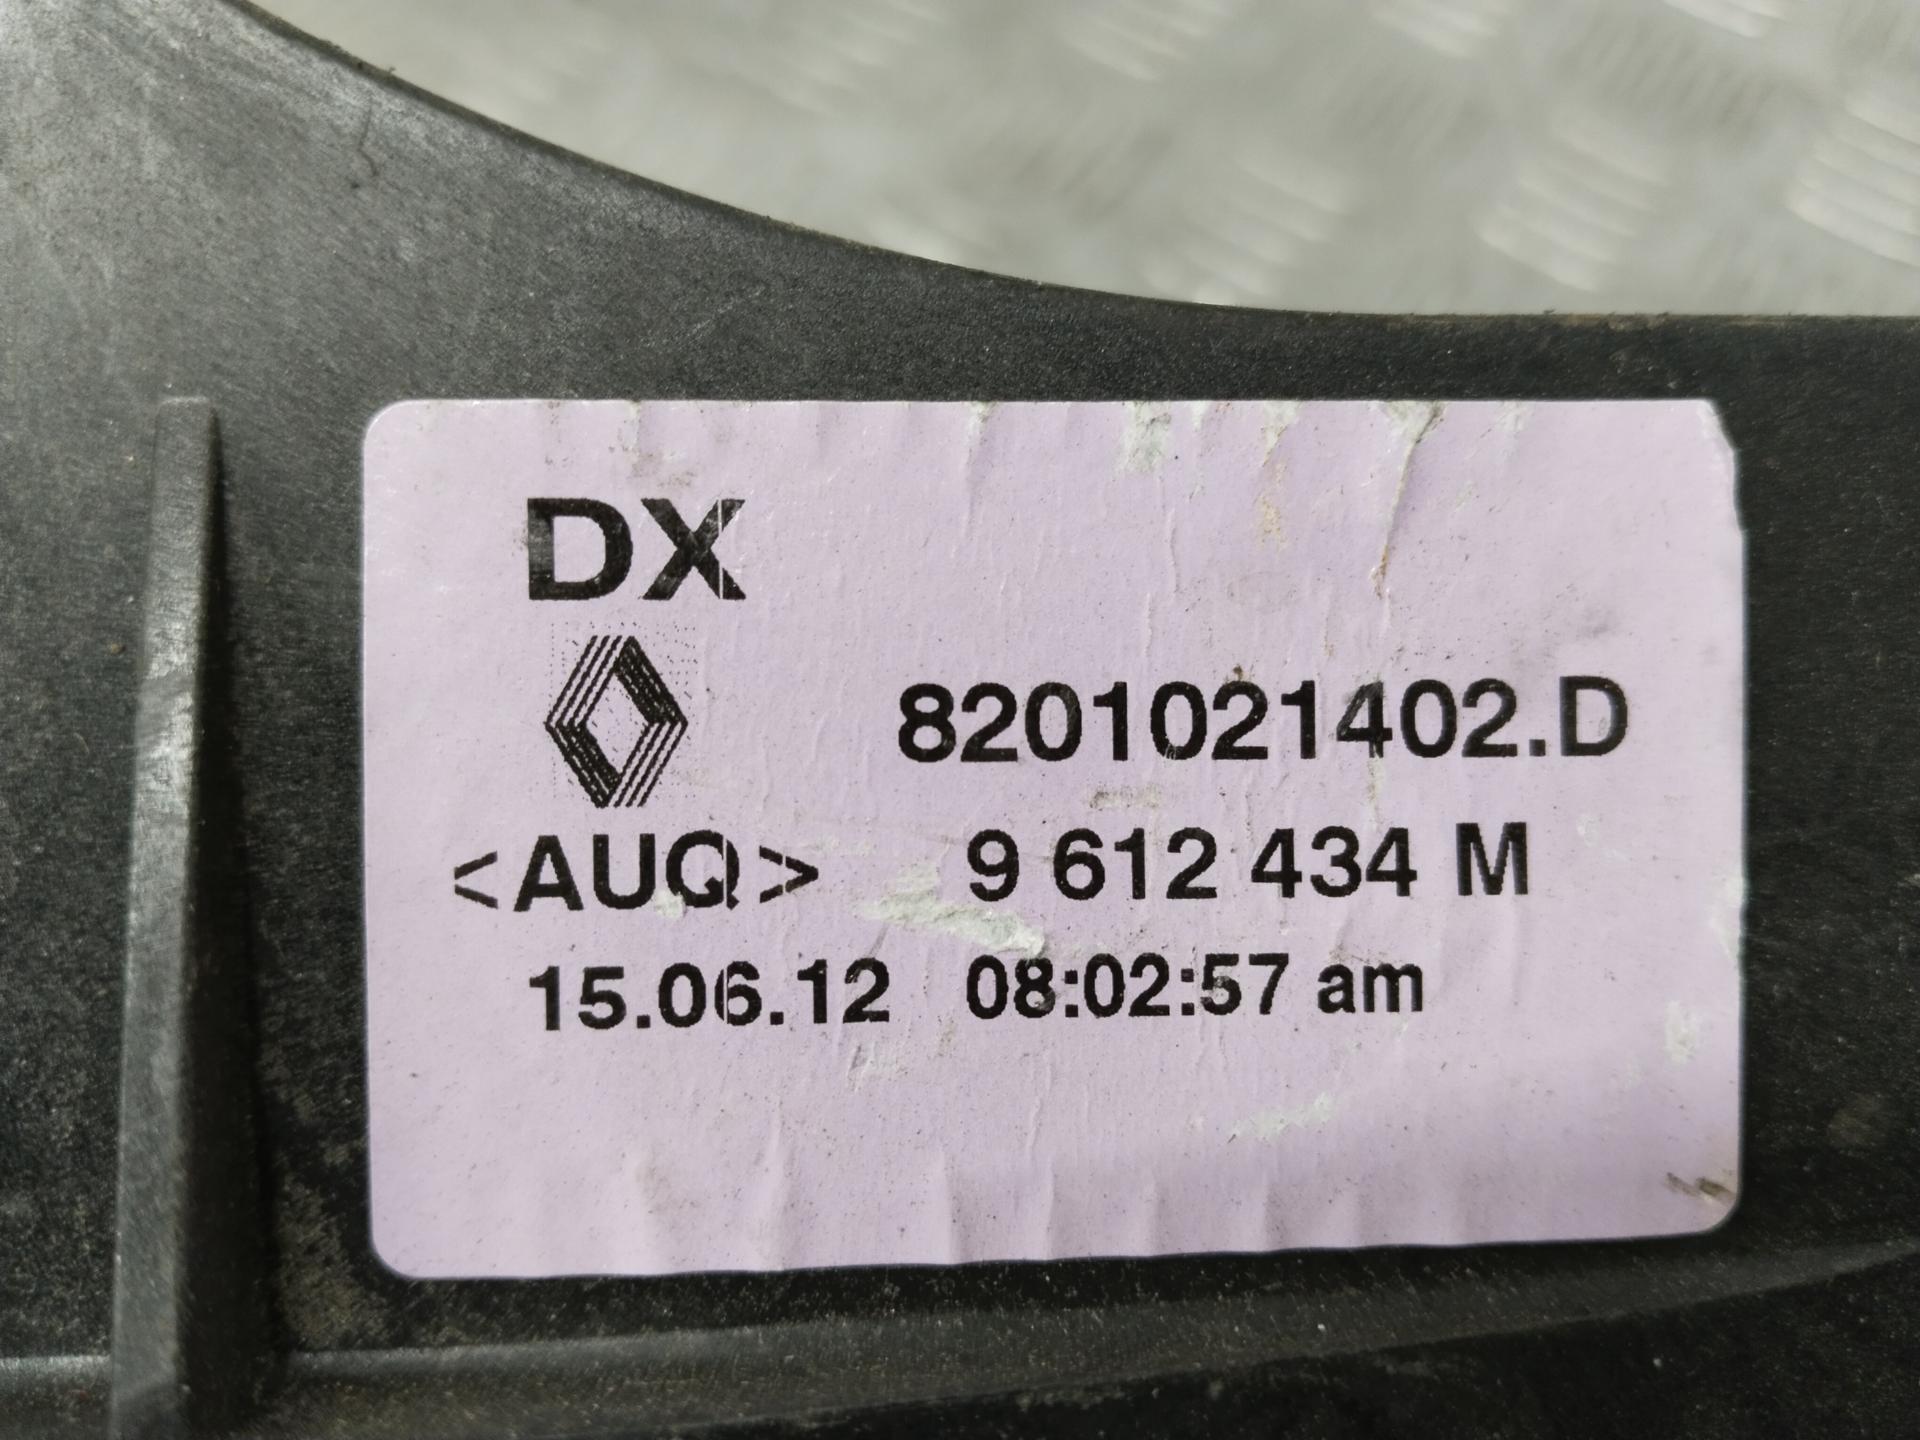 DX
8201021402.D
<AUQ> 9 612 434 M
15.06.12 08:02:57 am